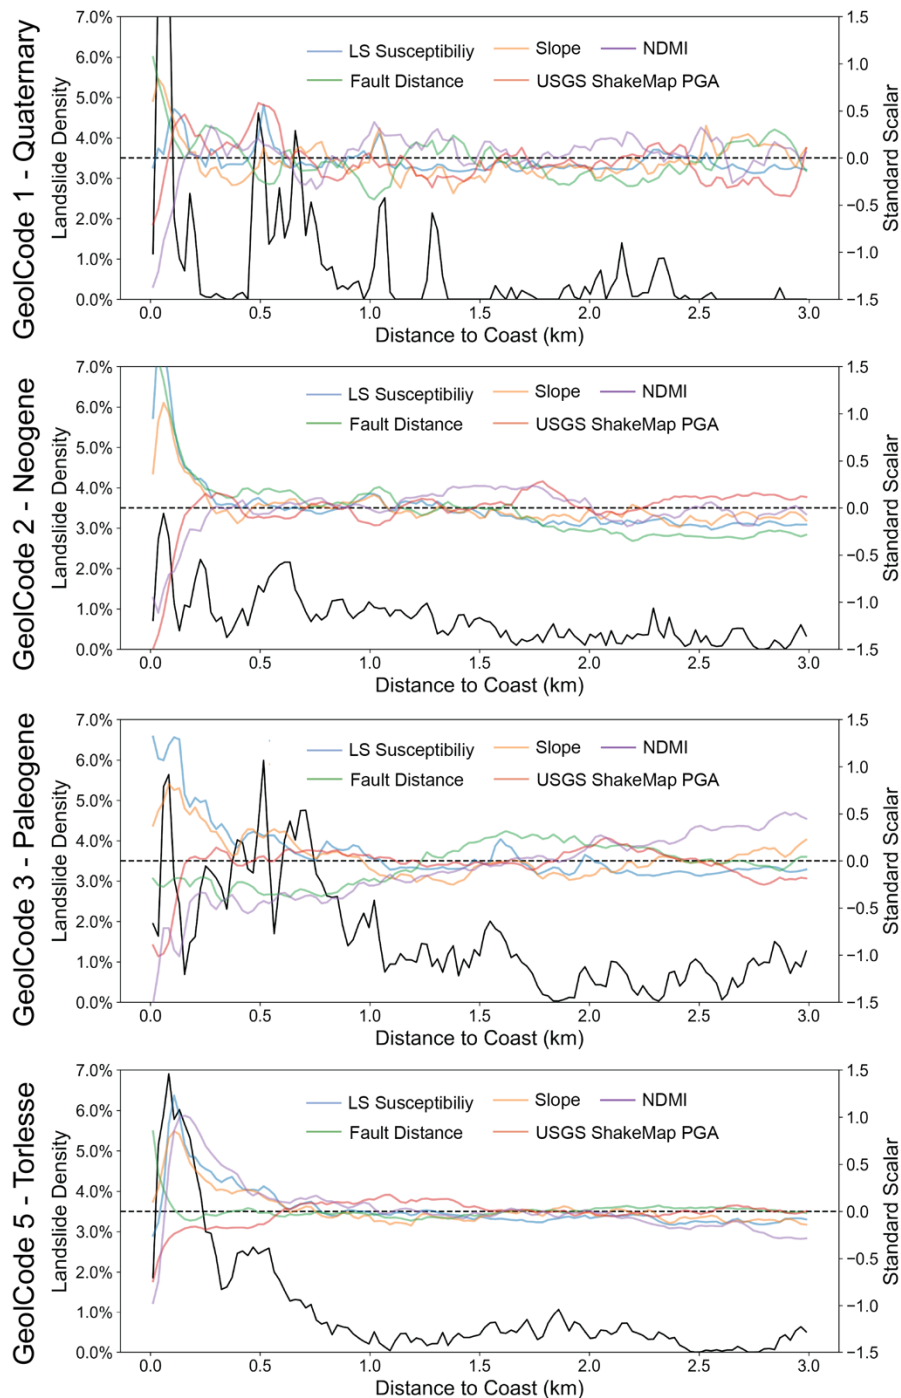 GeolCode 1 - Quaternary
Landslide Density
7.0%
6.0%
5.0%
4.0%
3.0%
2.0%
1.0%
0.0%
LS Susceptibiliy
Slope
NDMI
Fault Distance
USGS ShakeMap PGA
1.5
1.0
0.5
0.0
−0.5
−1.0
−1.5
Standard Scalar
0.0 0.5 1.0 1.5 2.0 2.5 3.0
Distance to Coast (km)
GeolCode 2 - Neogene
Landslide Density
7.0%
6.0%
5.0%
4.0%
3.0%
2.0%
1.0%
0.0%
LS Susceptibiliy
Slope
NDMI
Fault Distance
USGS ShakeMap PGA
1.5
1.0
0.5
0.0
−0.5
−1.0
−1.5
Standard Scalar
0.0 0.5 1.0 1.5 2.0 2.5 3.0
Distance to Coast (km)
GeolCode 3 - Paleogene
Landslide Density
7.0%
6.0%
5.0%
4.0%
3.0%
2.0%
1.0%
0.0%
LS Susceptibiliy
Slope
NDMI
Fault Distance
USGS ShakeMap PGA
1.5
1.0
0.5
0.0
−0.5
−1.0
−1.5
Standard Scalar
0.0 0.5 1.0 1.5 2.0 2.5 3.0
Distance to Coast (km)
GeolCode 5 - Torlesse
Landslide Density
7.0%
6.0%
5.0%
4.0%
3.0%
2.0%
1.0%
0.0%
LS Susceptibiliy
Slope
NDMI
Fault Distance
USGS ShakeMap PGA
1.5
1.0
0.5
0.0
−0.5
−1.0
−1.5
Standard Scalar
0.0 0.5 1.0 1.5 2.0 2.5 3.0
Distance to Coast (km)